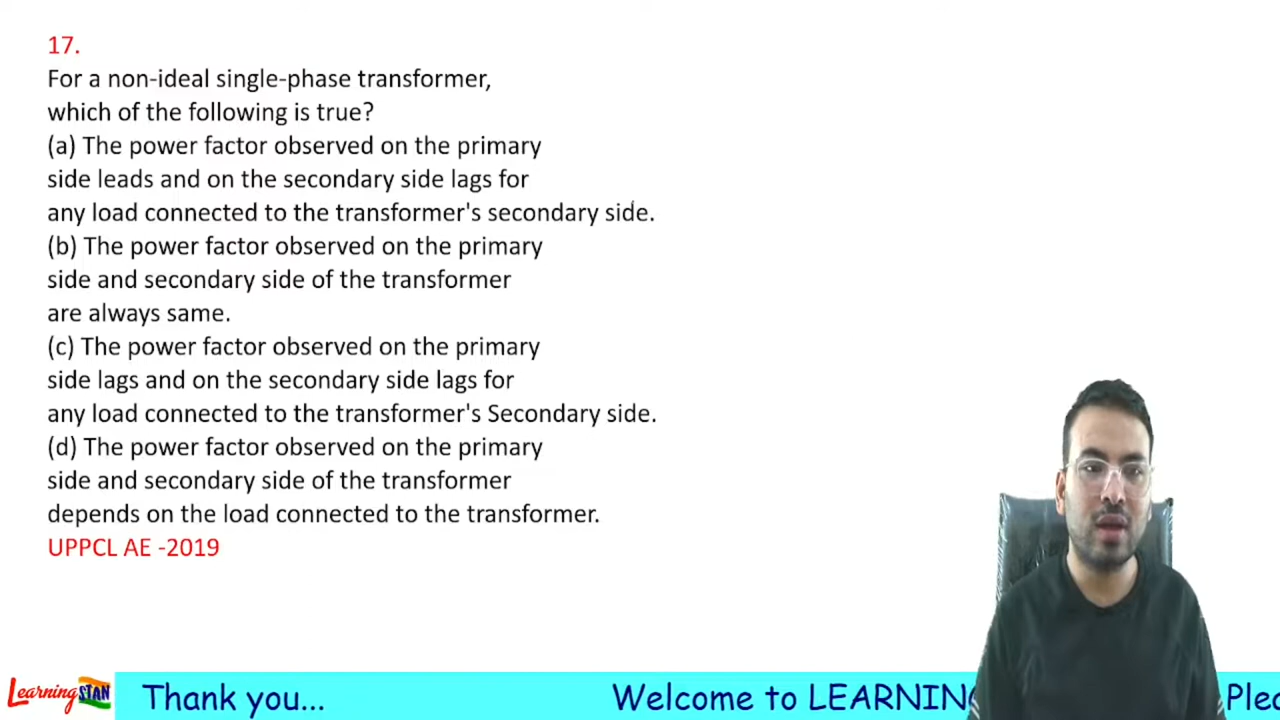 17.
For a non-ideal single-phase transformer,
which of the following is true?
(a) The power factor observed on the primary
side leads and on the secondary side lags for
any load connected to the transformer's secondary side.
(b) The power factor observed on the primary
side and secondary side of the transformer
are always same.
(c) The power factor observed on the primary
side lags and on the secondary side lags for
any load connected to the transformer's Secondary side.
(d) The power factor observed on the primary
side and secondary side of the transformer
depends on the load connected to the transformer.
UPPCL AE -2019
Learning STAN
Thank you... Welcome to LEARNING